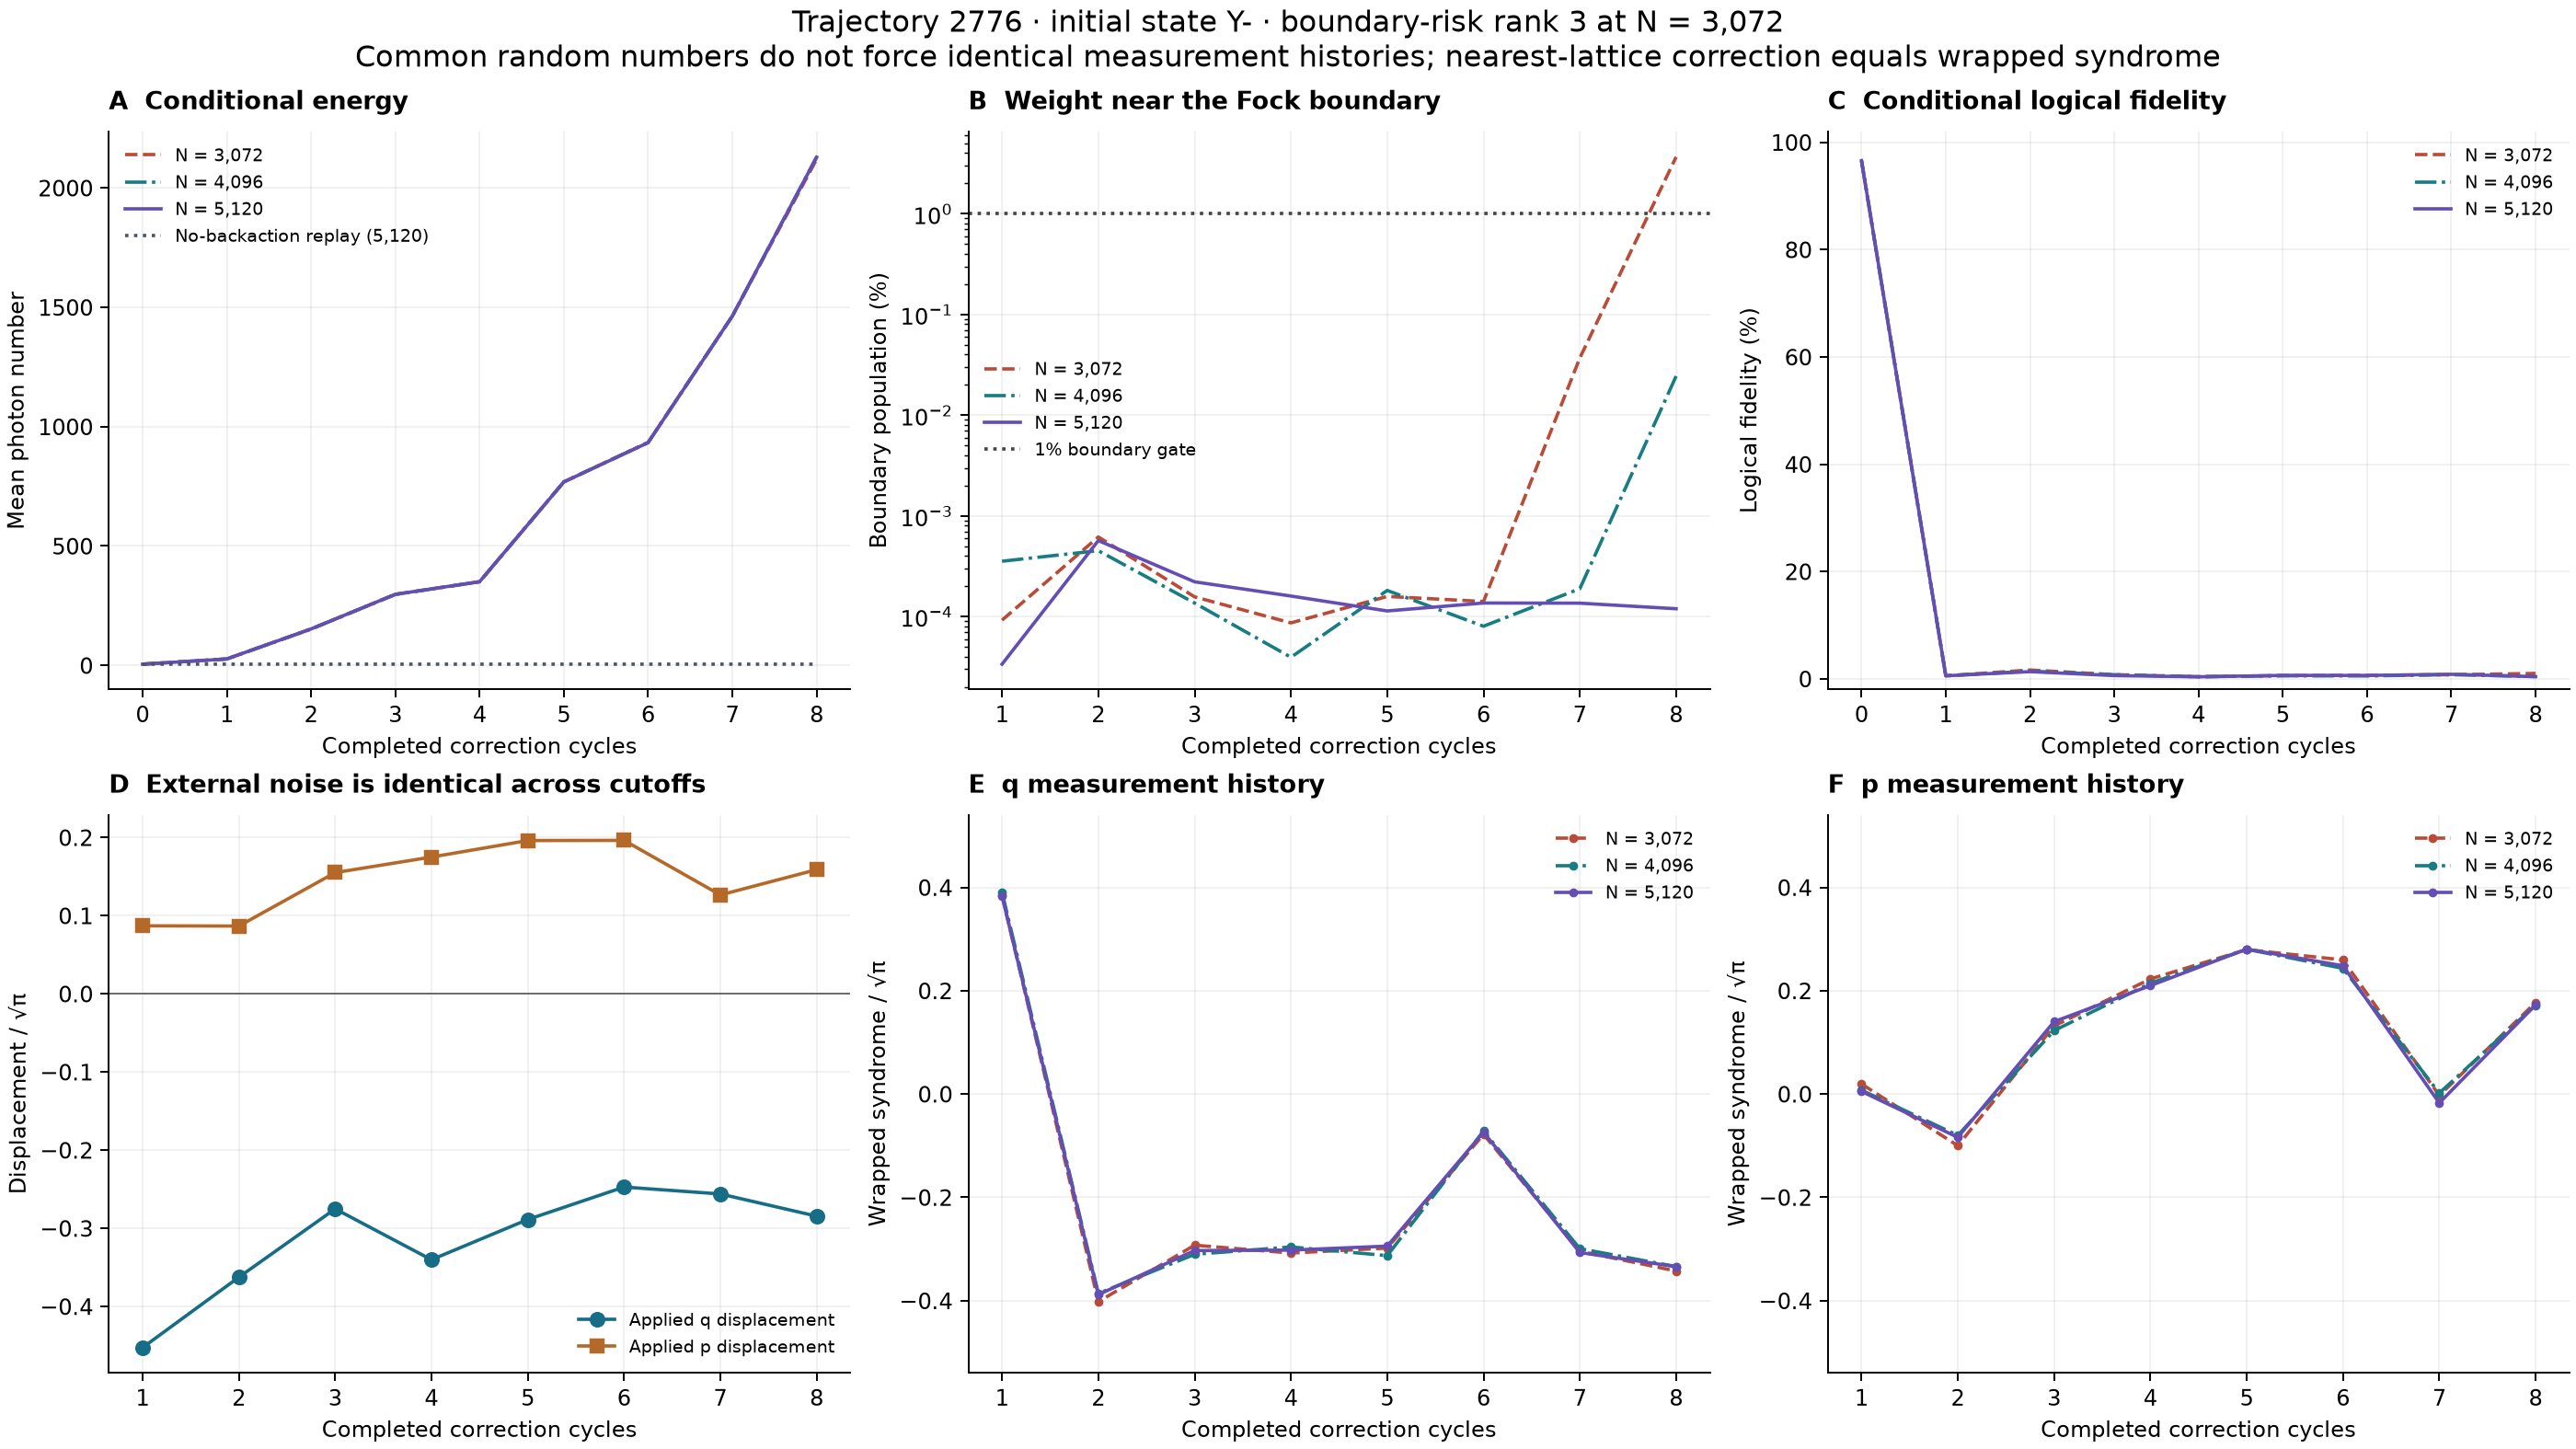 Trajectory 2776 · initial state Y- · boundary-risk rank 3 at N = 3,072
Common random numbers do not force identical measurement histories; nearest-lattice correction equals wrapped syndrome
A Conditional energy
Mean photon number
2000
1500
1000
500
0
N = 3,072
N = 4,096
N = 5,120
No-backaction replay (5,120)
0 1 2 3 4 5 6 7 8
Completed correction cycles
B Weight near the Fock boundary
Boundary population (%)
10⁰
10⁻¹
10⁻²
10⁻³
10⁻⁴
N = 3,072
N = 4,096
N = 5,120
1% boundary gate
1 2 3 4 5 6 7 8
Completed correction cycles
C Conditional logical fidelity
Logical fidelity (%)
100
80
60
40
20
0
N = 3,072
N = 4,096
N = 5,120
0 1 2 3 4 5 6 7 8
Completed correction cycles
D External noise is identical across cutoffs
Displacement / √π
0.2
0.1
0.0
−0.1
−0.2
−0.3
−0.4
Applied q displacement
Applied p displacement
1 2 3 4 5 6 7 8
Completed correction cycles
E q measurement history
Wrapped syndrome / √π
0.4
0.2
0.0
−0.2
−0.4
N = 3,072
N = 4,096
N = 5,120
1 2 3 4 5 6 7 8
Completed correction cycles
F p measurement history
Wrapped syndrome / √π
0.4
0.2
0.0
−0.2
−0.4
N = 3,072
N = 4,096
N = 5,120
1 2 3 4 5 6 7 8
Completed correction cycles